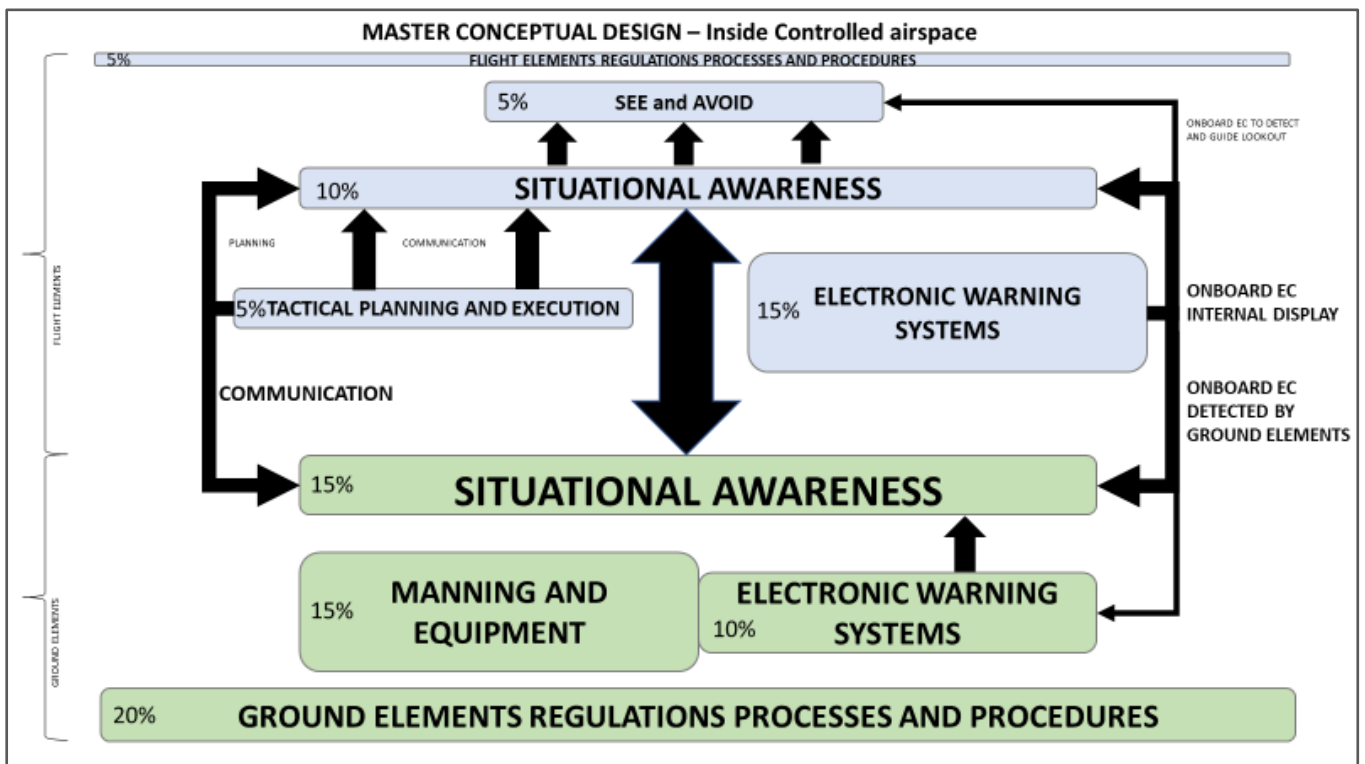 MASTER CONCEPTUAL DESIGN – Inside Controlled airspace
5%
FLIGHT ELEMENTS REGULATIONS PROCESSES AND PROCEDURES
5%
SEE and AVOID
ONBOARD EC TO DETECT
AND GUIDE LOOKOUT
10%
SITUATIONAL AWARENESS
PLANNING
COMMUNICATION
5%
TACTICAL PLANNING AND EXECUTION
15%
ELECTRONIC WARNING
SYSTEMS
ONBOARD EC
INTERNAL DISPLAY
FLIGHT ELEMENTS
COMMUNICATION
ONBOARD EC
DETECTED BY
GROUND ELEMENTS
15%
SITUATIONAL AWARENESS
15%
MANNING AND
EQUIPMENT
10%
ELECTRONIC WARNING
SYSTEMS
GROUND ELEMENTS
20%
GROUND ELEMENTS REGULATIONS PROCESSES AND PROCEDURES